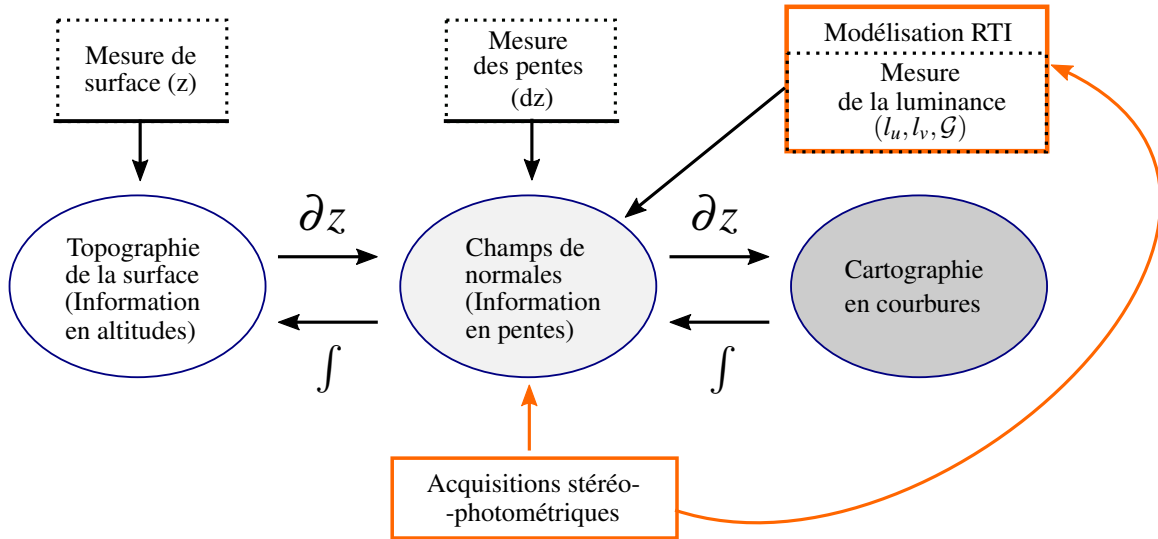 Mesure de
surface (z)
Mesure
des pentes
(dz)
Modélisation RTI
Mesure
de la luminance
(l_u, l_v, 𝒢)
Topographie
de la surface
(Information
en altitudes)
∂z
∫
Champs de
normales
(Information
en pentes)
∂z
∫
Cartographie
en courbures
Acquisitions stéréo-
-photométriques